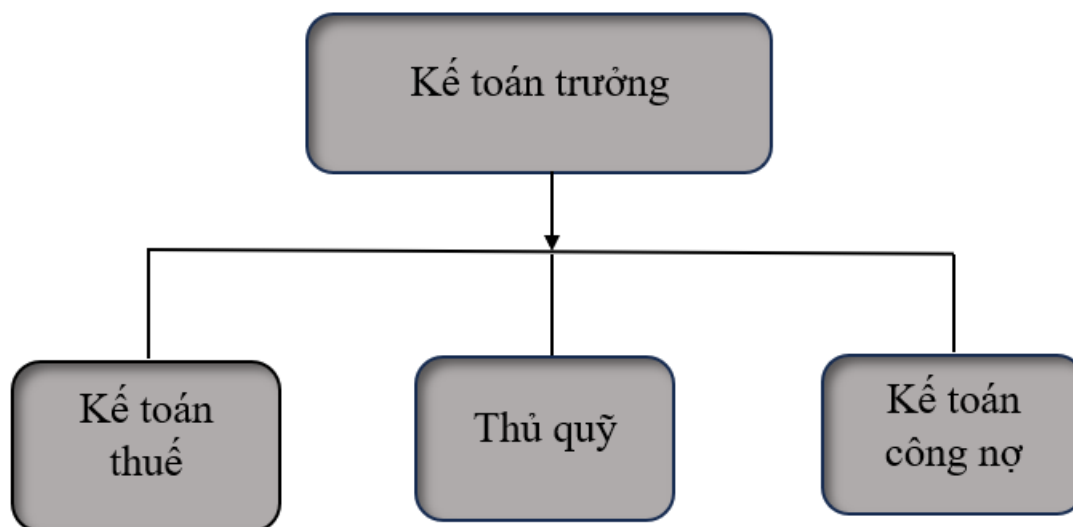 Kế toán trưởng
Kế toán
thuế
Thủ quỹ
Kế toán
công nợ